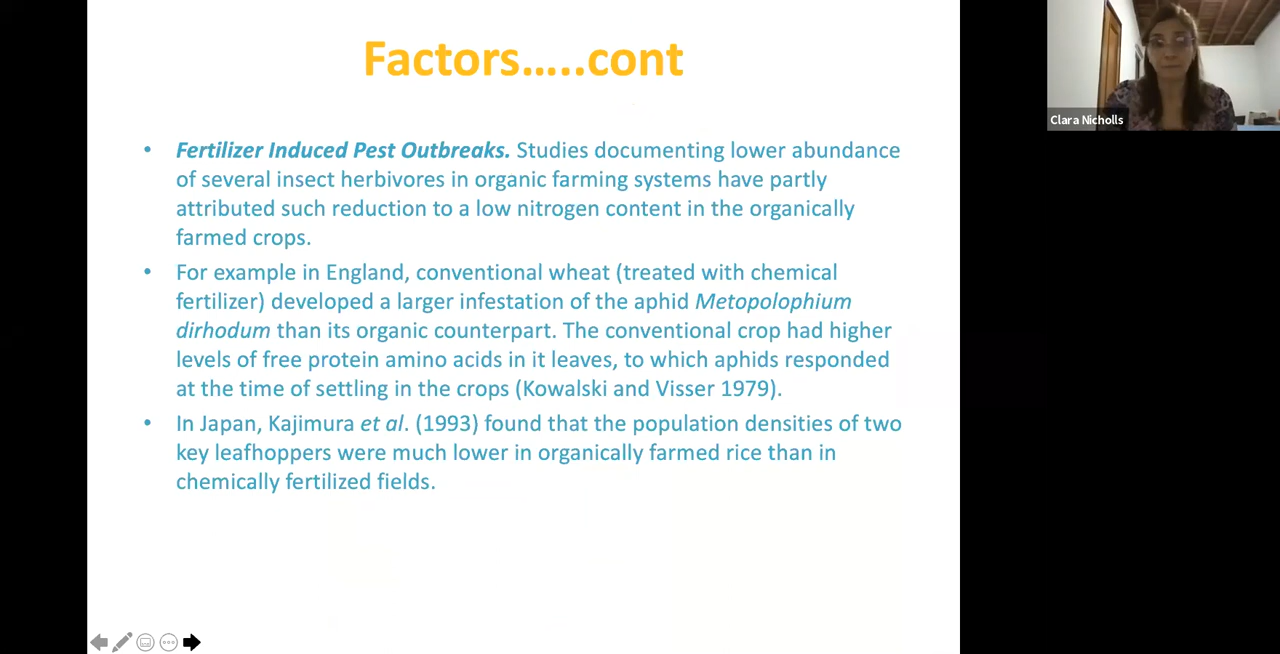 Factors.....cont
• Fertilizer Induced Pest Outbreaks. Studies documenting lower abundance
of several insect herbivores in organic farming systems have partly
attributed such reduction to a low nitrogen content in the organically
farmed crops.
• For example in England, conventional wheat (treated with chemical
fertilizer) developed a larger infestation of the aphid Metopolophium
dirhodum than its organic counterpart. The conventional crop had higher
levels of free protein amino acids in it leaves, to which aphids responded
at the time of settling in the crops (Kowalski and Visser 1979).
• In Japan, Kajimura et al. (1993) found that the population densities of two
key leafhoppers were much lower in organically farmed rice than in
chemically fertilized fields.
Clara Nicholls